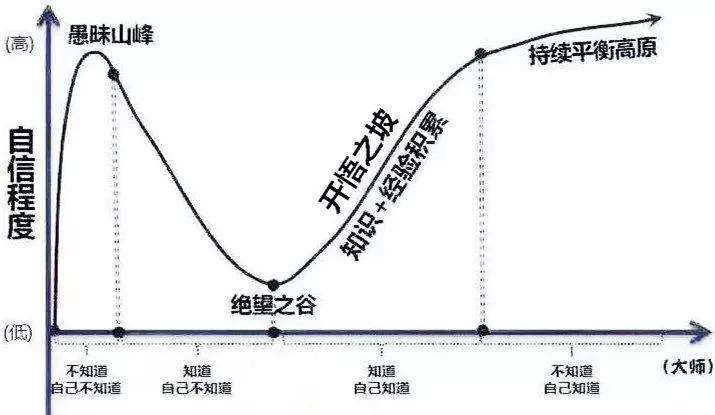 (高)
愚昧山峰
持续平衡高原
自信程度
开悟之坡
知识+经验积累
绝望之谷
(低)
不知道
自己不知道
知道
自己不知道
知道
自己知道
不知道
自己知道
(大师)